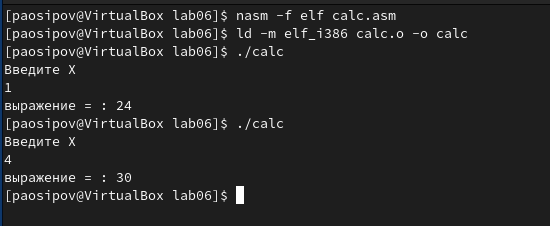 [paosipov@VirtualBox lab06]$ nasm -f elf calc.asm
[paosipov@VirtualBox lab06]$ ld -m elf_i386 calc.o -o calc
[paosipov@VirtualBox lab06]$ ./calc
Введите X
1
выражение = : 24
[paosipov@VirtualBox lab06]$ ./calc
Введите X
4
выражение = : 30
[paosipov@VirtualBox lab06]$